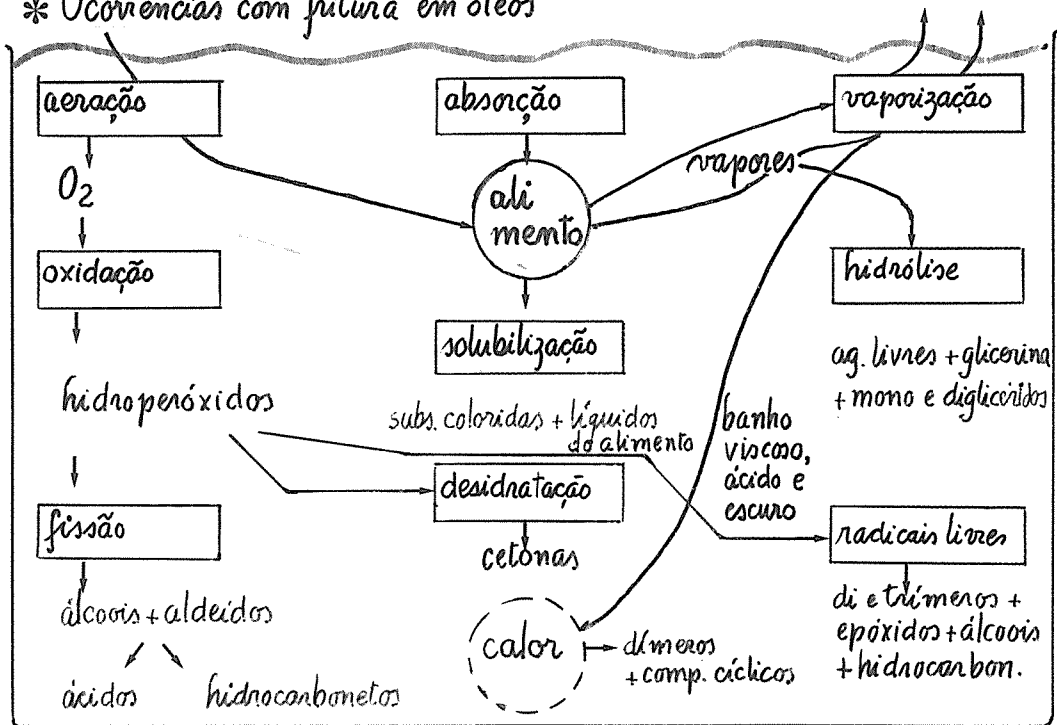 * Ocorrências com fritura em óleos
aeração
absorção
vaporização
O2
vapores
ali
mento
oxidação
hidrólise
solubilização
ag. livres + glicerina
+ mono e diglicerídos
hidroperóxidos
subs. coloridas + líquidos
do alimento
banho
viscoso,
ácido e
escuro
desidratação
fissão
radicais livres
cetonas
álcoois + aldeídos
di e trímeros +
epóxidos + álcoois
+ hidrocarbon.
calor
dímeros
+ comp. cíclicos
ácidos
hidrocarbonetos